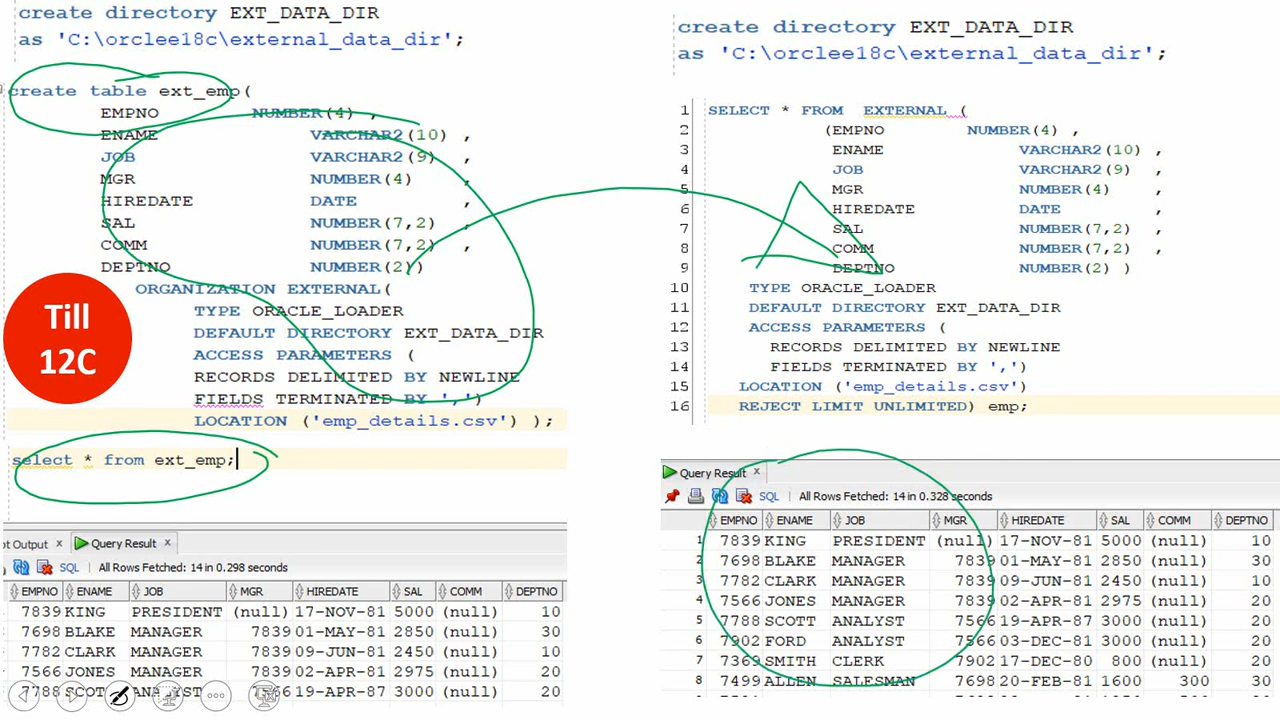 create directory EXT_DATA_DIR
as 'C:\orclee18c\external_data_dir';
create table ext_emp(
EMPNO NUMBER(4) ,
ENAME VARCHAR2(10) ,
JOB VARCHAR2(9) ,
MGR NUMBER(4) ,
HIREDATE DATE ,
SAL NUMBER(7,2) ,
COMM NUMBER(7,2) ,
DEPTNO NUMBER(2))
ORGANIZATION EXTERNAL(
TYPE ORACLE_LOADER
DEFAULT DIRECTORY EXT_DATA_DIR
ACCESS PARAMETERS (
RECORDS DELIMITED BY NEWLINE
FIELDS TERMINATED BY ',')
LOCATION ('emp_details.csv') );
Till
12C
select * from ext_emp;
ot Output x Query Result x
SQL | All Rows Fetched: 14 in 0.298 seconds
EMPNO ENAME JOB MGR HIREDATE SAL COMM DEPTNO
7839 KING PRESIDENT (null) 17-NOV-81 5000 (null) 10
7698 BLAKE MANAGER 7839 01-MAY-81 2850 (null) 30
7782 CLARK MANAGER 7839 09-JUN-81 2450 (null) 10
7566 JONES MANAGER 7839 02-APR-81 2975 (null) 20
7788 SCOTT ANALYST 7566 19-APR-87 3000 (null) 20
create directory EXT_DATA_DIR
as 'C:\orclee18c\external_data_dir';
1 SELECT * FROM EXTERNAL (
2 (EMPNO NUMBER(4) ,
3 ENAME VARCHAR2(10) ,
4 JOB VARCHAR2(9) ,
5 MGR NUMBER(4) ,
6 HIREDATE DATE ,
7 SAL NUMBER(7,2) ,
8 COMM NUMBER(7,2) ,
9 DEPTNO NUMBER(2) )
10 TYPE ORACLE_LOADER
11 DEFAULT DIRECTORY EXT_DATA_DIR
12 ACCESS PARAMETERS (
13 RECORDS DELIMITED BY NEWLINE
14 FIELDS TERMINATED BY ',')
15 LOCATION ('emp_details.csv')
16 REJECT LIMIT UNLIMITED) emp;
Query Result x
SQL | All Rows Fetched: 14 in 0.328 seconds
EMPNO ENAME JOB MGR HIREDATE SAL COMM DEPTNO
1 7839 KING PRESIDENT (null) 17-NOV-81 5000 (null) 10
2 7698 BLAKE MANAGER 7839 01-MAY-81 2850 (null) 30
3 7782 CLARK MANAGER 7839 09-JUN-81 2450 (null) 10
4 7566 JONES MANAGER 7839 02-APR-81 2975 (null) 20
5 7788 SCOTT ANALYST 7566 19-APR-87 3000 (null) 20
6 7902 FORD ANALYST 7566 03-DEC-81 3000 (null) 20
7 7369 SMITH CLERK 7902 17-DEC-80 800 (null) 20
8 7499 ALLEN SALESMAN 7698 20-FEB-81 1600 300 30